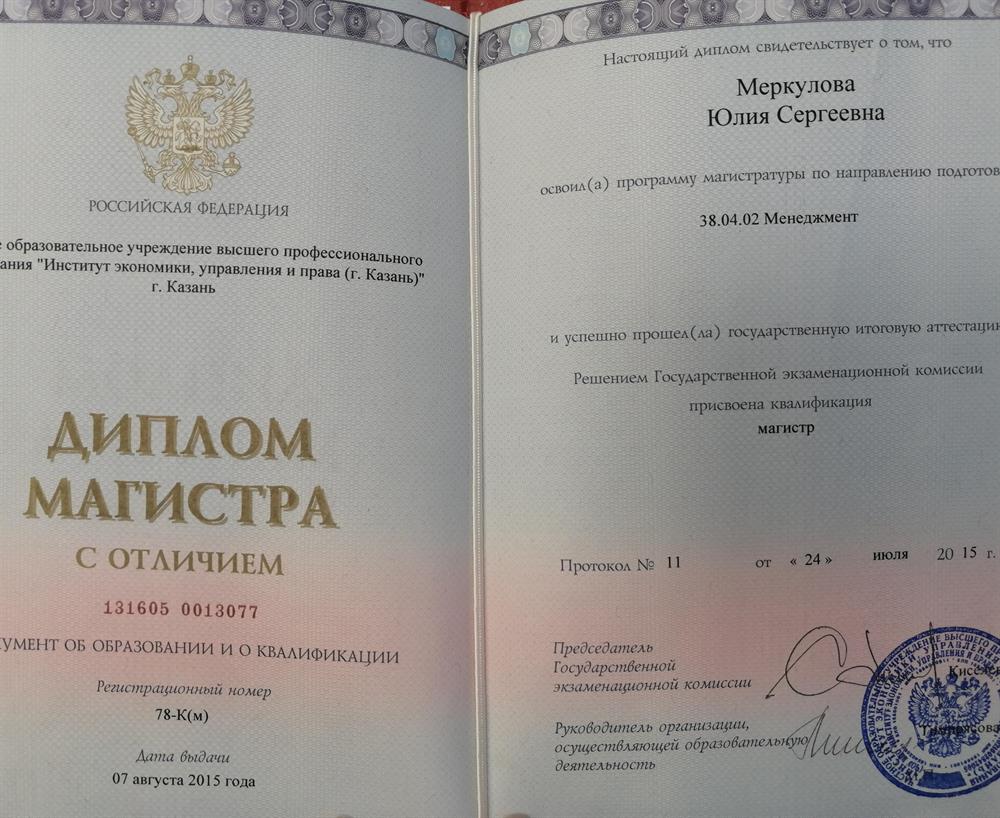 РОССИЙСКАЯ ФЕДЕРАЦИЯ
образовательное учреждение высшего профессионального
"Институт экономики, управления и права (г. Казань)"
г. Казань
ДИПЛОМ
МАГИСТРА
С ОТЛИЧИЕМ
131605 0013077
УМЕНТ ОБ ОБРАЗОВАНИИ И О КВАЛИФИКАЦИИ
Регистрационный номер
78-К(м)
Дата выдачи
07 августа 2015 года
Настоящий диплом свидетельствует о том, что
Меркулова
Юлия Сергеевна
освоил(а) программу магистратуры по направлению подготов
38.04.02 Менеджмент
и успешно прошел(ла) государственную итоговую аттестаци
Решением Государственной экзаменационной комиссии
присвоена квалификация
магистр
Протокол № 11 от « 24 » июля 20 15 г.
Председатель
Государственной
экзаменационной комиссии
Руководитель организации,
осуществляющей образовательную
деятельность